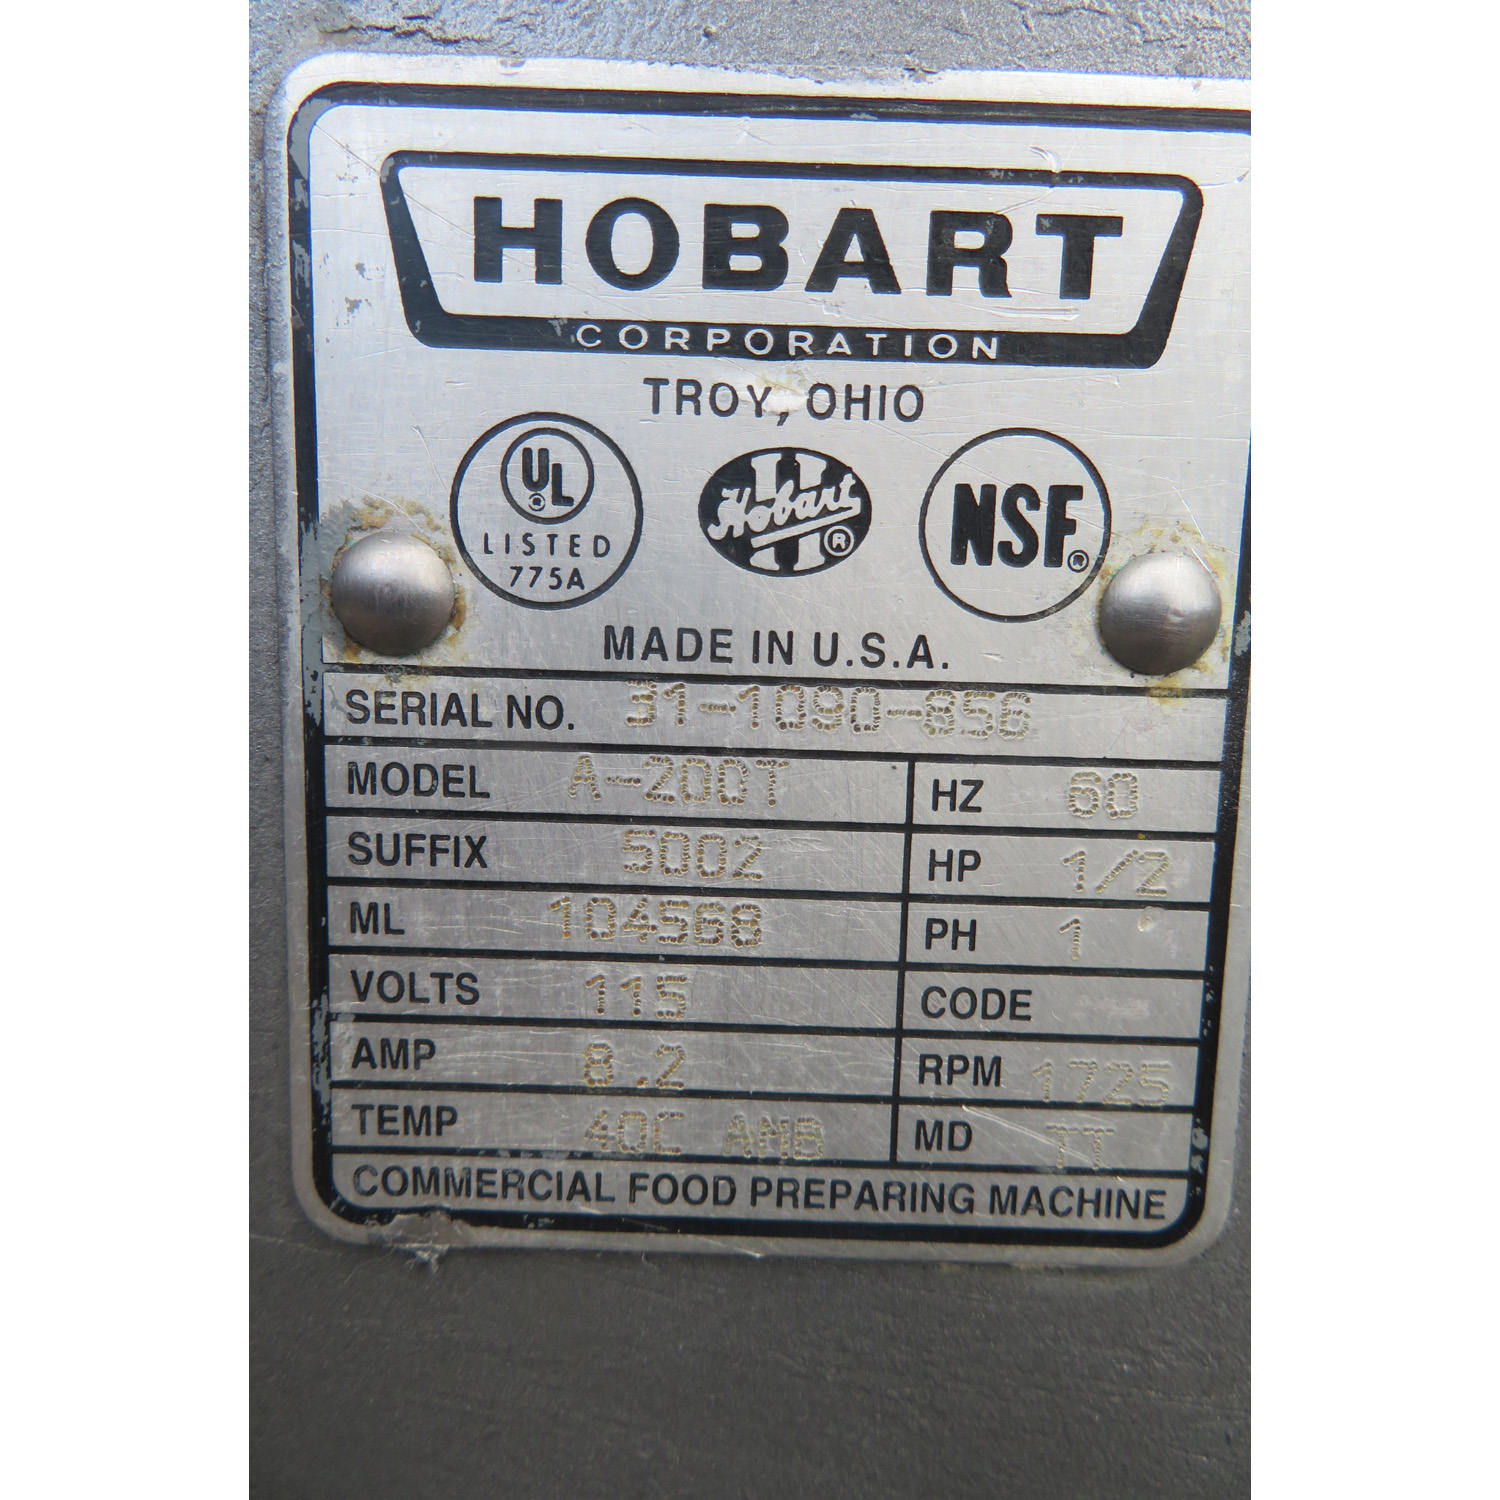 HOBART
CORPORATION
TROY, OHIO
UL ®
LISTED
775A
Hobart ®
NSF®
MADE IN U.S.A.
SERIAL NO. 31-1090-856
MODEL A-200T HZ 60
SUFFIX 5002 HP 1/2
ML 104568 PH 1
VOLTS 115 CODE
AMP 8.2 RPM 1725
TEMP 40C AMB MD TT
COMMERCIAL FOOD PREPARING MACHINE